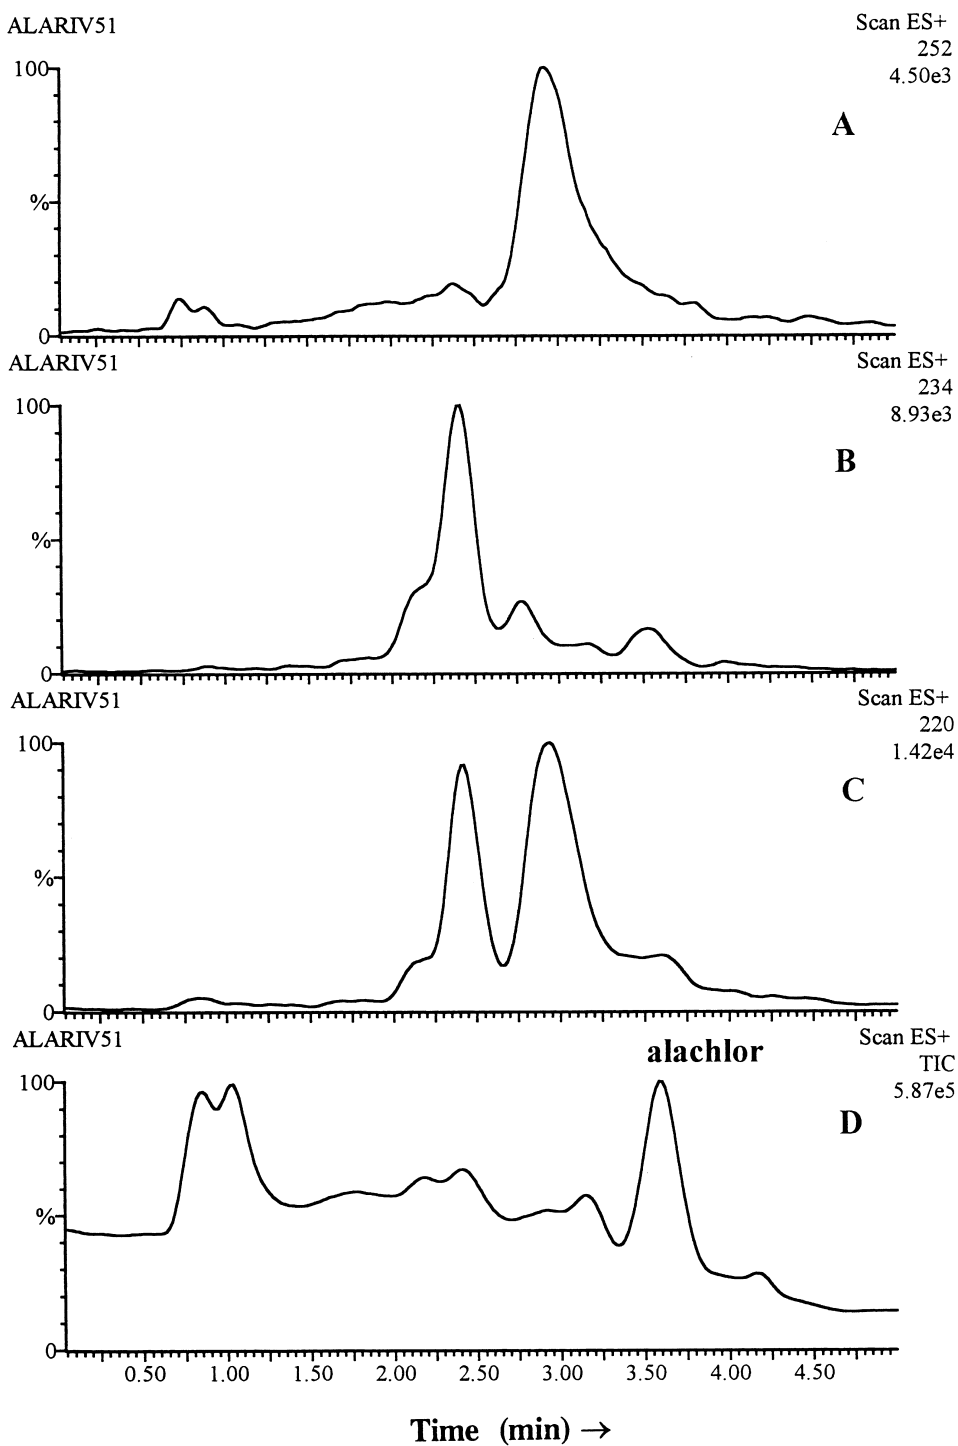 ALARIV51
Scan ES+
252
4.50e3
100
A
%
0
ALARIV51
Scan ES+
234
8.93e3
100
B
%
0
ALARIV51
Scan ES+
220
1.42e4
100
C
%
0
ALARIV51
Scan ES+
alachlor
TIC
5.87e5
100
D
%
0
0.50 1.00 1.50 2.00 2.50 3.00 3.50 4.00 4.50
Time (min) →